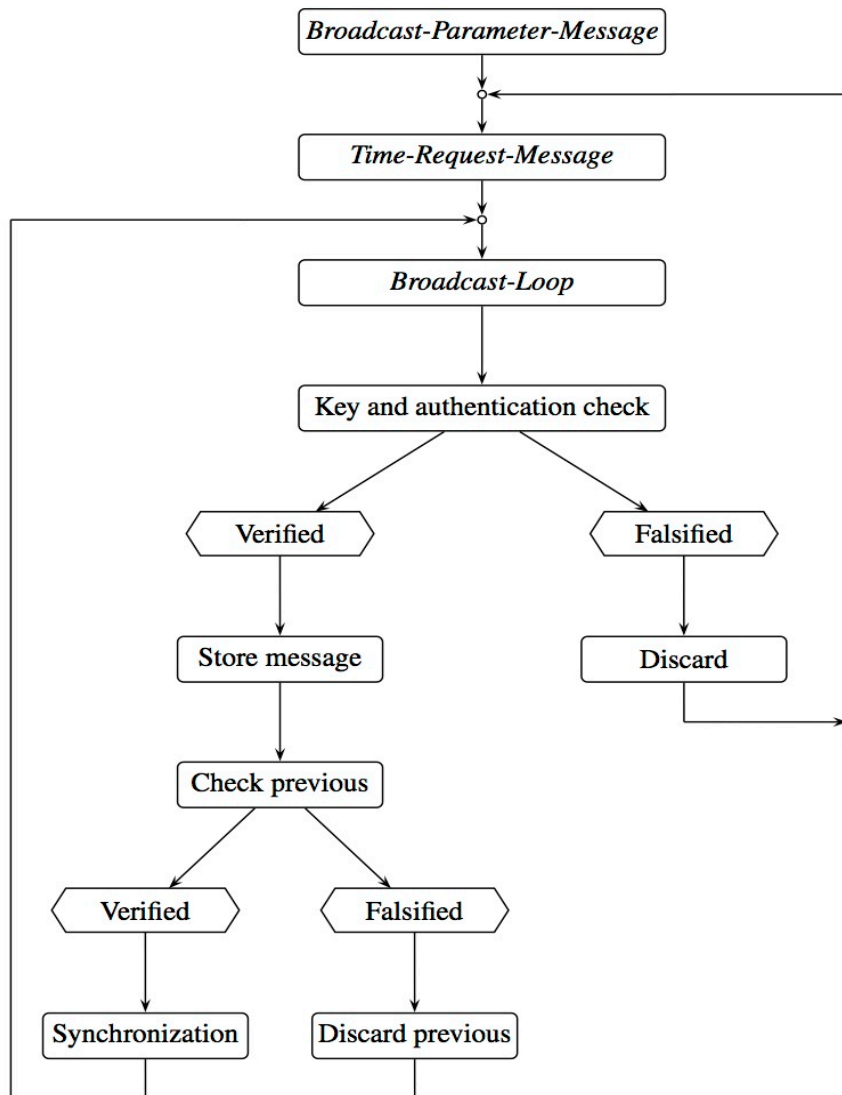 Broadcast-Parameter-Message
Time-Request-Message
Broadcast-Loop
Key and authentication check
Verified
Falsified
Store message
Discard
Check previous
Verified
Falsified
Synchronization
Discard previous